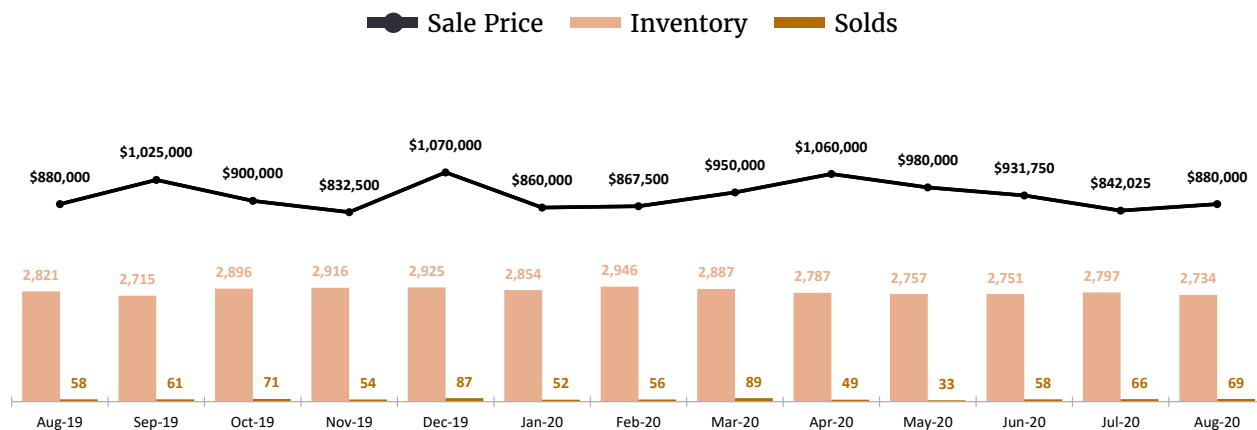 Sale Price Inventory Solds
$880,000 $1,025,000 $900,000 $832,500 $1,070,000 $860,000 $867,500 $950,000 $1,060,000 $980,000 $931,750 $842,025 $880,000
2,821 2,715 2,896 2,916 2,925 2,854 2,946 2,887 2,787 2,757 2,751 2,797 2,734
58 61 71 54 87 52 56 89 49 33 58 66 69
Aug-19 Sep-19 Oct-19 Nov-19 Dec-19 Jan-20 Feb-20 Mar-20 Apr-20 May-20 Jun-20 Jul-20 Aug-20